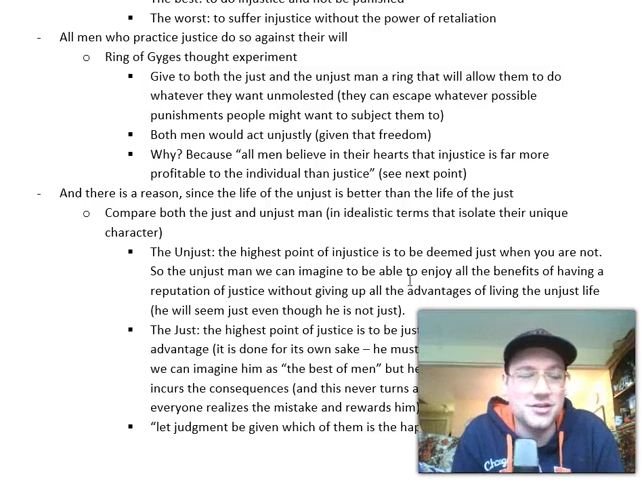 The best: to do injustice and not be punished
▪ The worst: to suffer injustice without the power of retaliation
- All men who practice justice do so against their will
o Ring of Gyges thought experiment
▪ Give to both the just and the unjust man a ring that will allow them to do
whatever they want unmolested (they can escape whatever possible
punishments people might want to subject them to)
▪ Both men would act unjustly (given that freedom)
▪ Why? Because “all men believe in their hearts that injustice is far more
profitable to the individual than justice” (see next point)
- And there is a reason, since the life of the unjust is better than the life of the just
o Compare both the just and unjust man (in idealistic terms that isolate their unique
character)
▪ The Unjust: the highest point of injustice is to be deemed just when you are not.
So the unjust man we can imagine to be able to enjoy all the benefits of having a
reputation of justice without giving up all the advantages of living the unjust life
(he will seem just even though he is not just).
▪ The Just: the highest point of justice is to be just
advantage (it is done for its own sake – he must
we can imagine him as “the best of men” but he
incurs the consequences (and this never turns a
everyone realizes the mistake and rewards him)
▪ “let judgment be given which of them is the hap